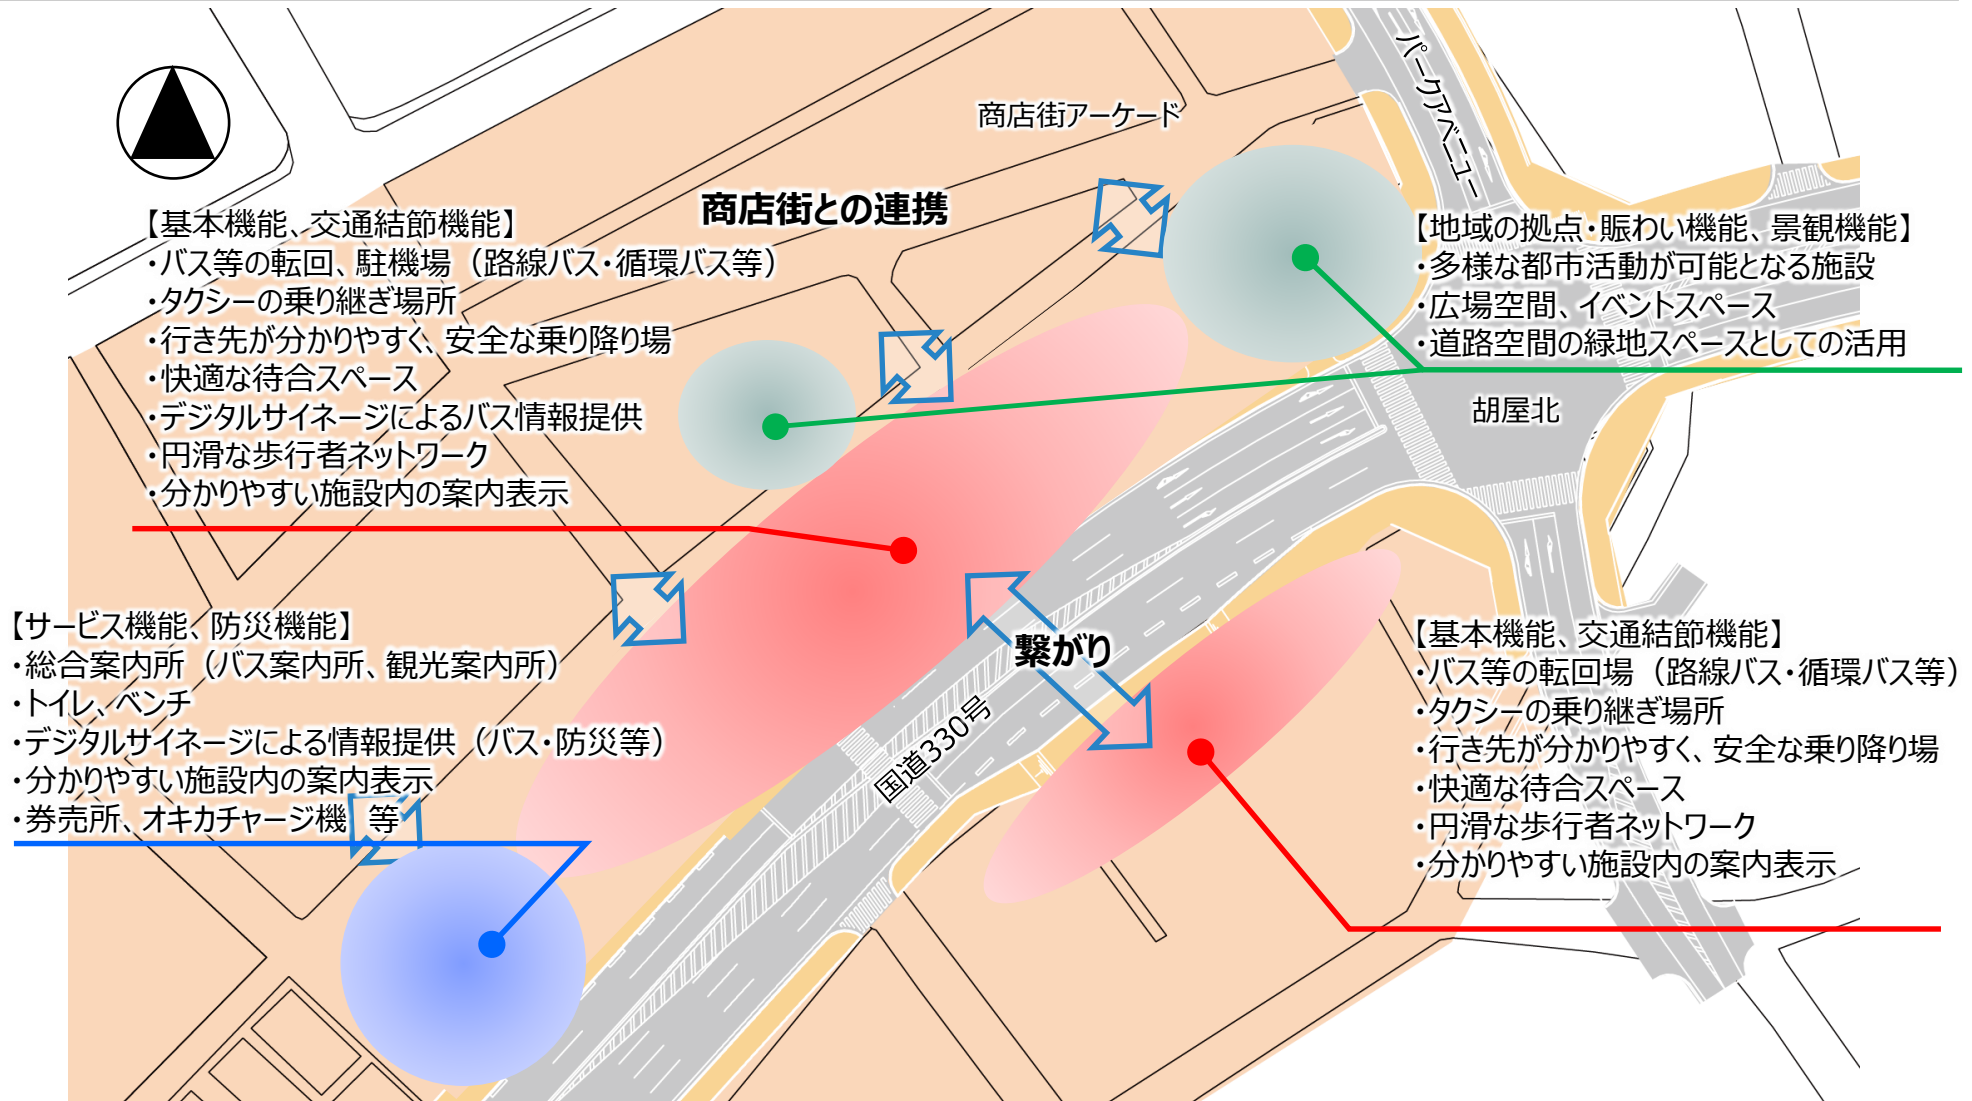 パークアベニュー
商店街アーケード
商店街との連携
【基本機能、交通結節機能】
・バス等の転回、駐機場（路線バス・循環バス等）
・タクシーの乗り継ぎ場所
・行き先が分かりやすく、安全な乗り降り場
・快適な待合スペース
・デジタルサイネージによるバス情報提供
・円滑な歩行者ネットワーク
・分かりやすい施設内の案内表示
【地域の拠点・賑わい機能、景観機能】
・多様な都市活動が可能となる施設
・広場空間、イベントスペース
・道路空間の緑地スペースとしての活用
胡屋北
【サービス機能、防災機能】
・総合案内所（バス案内所、観光案内所）
・トイレ、ベンチ
・デジタルサイネージによる情報提供（バス・防災等）
・分かりやすい施設内の案内表示
・券売所、オキカチャージ機　等
繋がり
国道330号
【基本機能、交通結節機能】
・バス等の転回場（路線バス・循環バス等）
・タクシーの乗り継ぎ場所
・行き先が分かりやすく、安全な乗り降り場
・快適な待合スペース
・円滑な歩行者ネットワーク
・分かりやすい施設内の案内表示